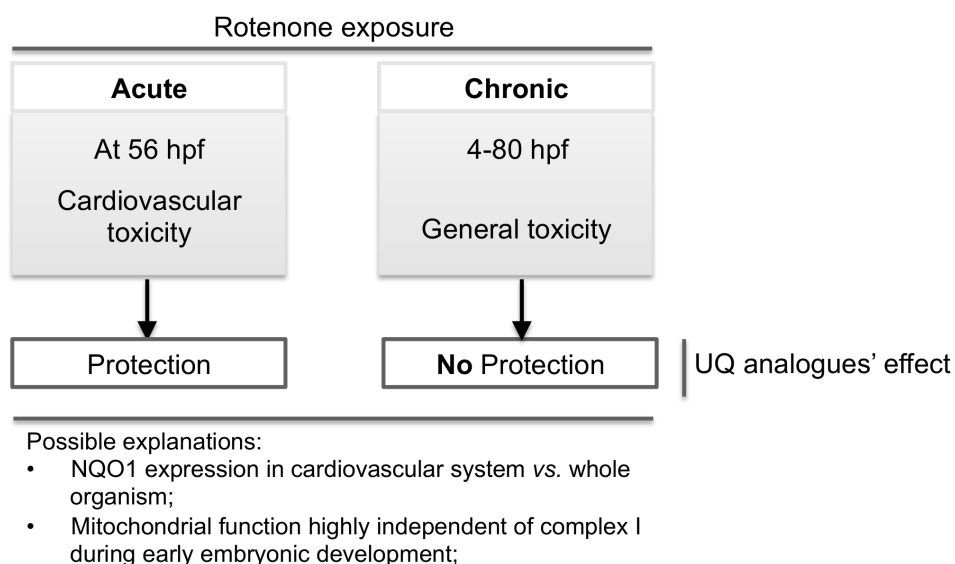 Rotenone exposure
Acute
Chronic
At 56 hpf
4-80 hpf
Cardiovascular
toxicity
General toxicity
Protection
No Protection
UQ analogues’ effect
Possible explanations:
• NQO1 expression in cardiovascular system vs. whole
organism;
• Mitochondrial function highly independent of complex I
during early embryonic development;